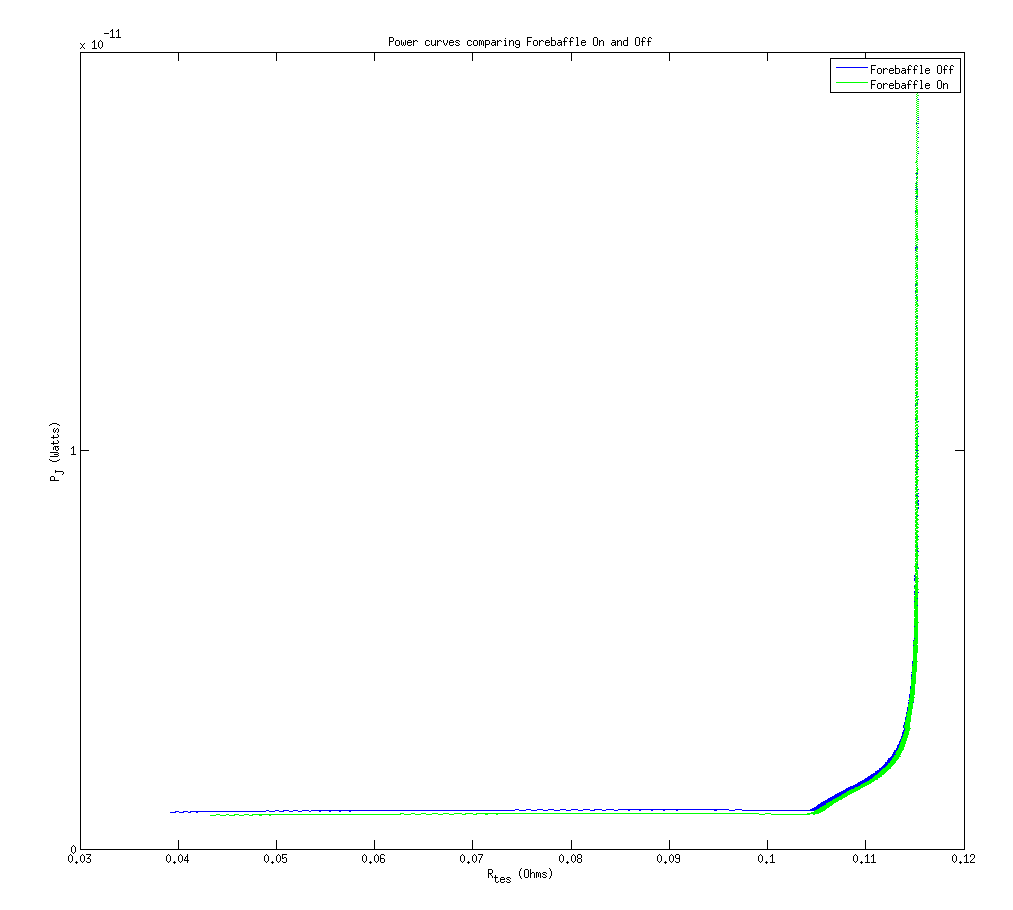 x 10^-11
Power curves comparing Forebaffle On and Off
Forebaffle Off
Forebaffle On
1
P_J (Watts)
0
0.03 0.04 0.05 0.06 0.07 0.08 0.09 0.1 0.11 0.12
R_tes (Ohms)